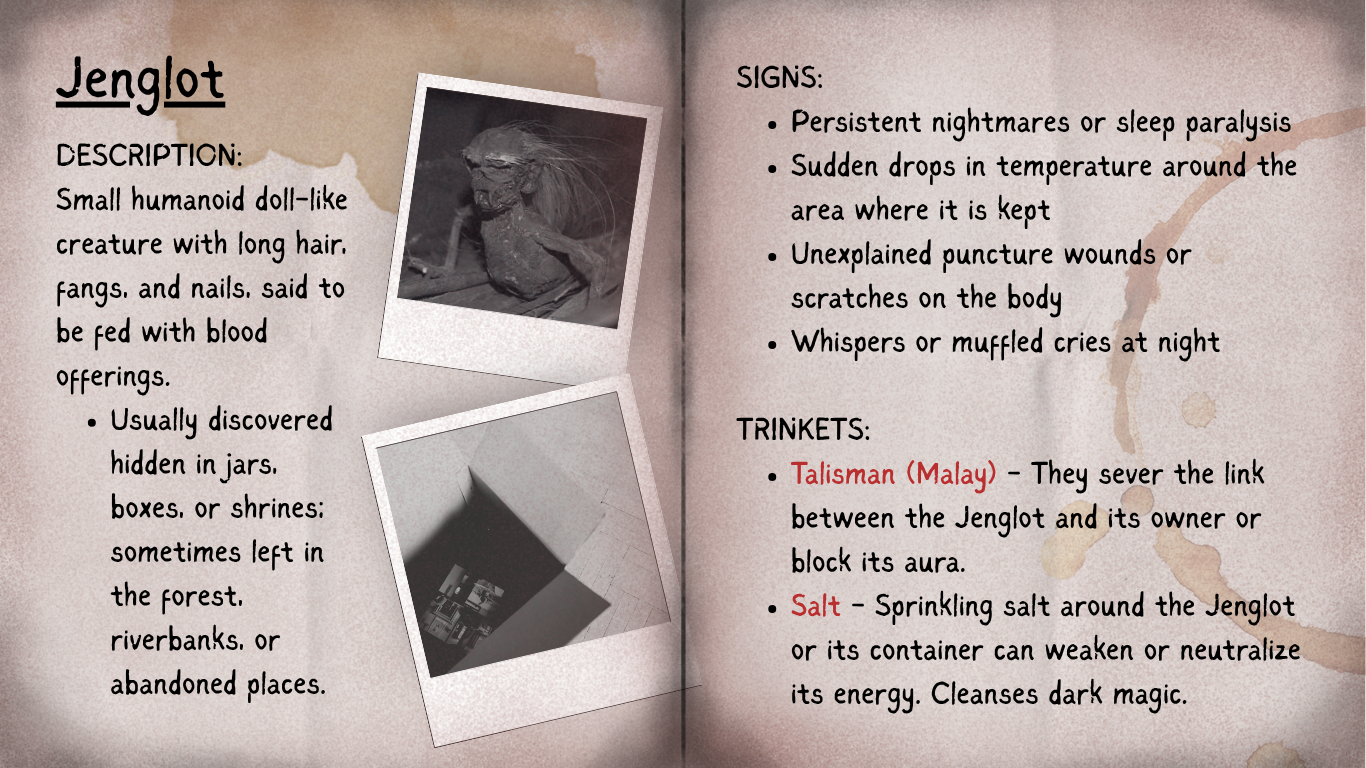 Jenglot
DESCRIPTION:
Small humanoid doll-like
creature with long hair,
fangs, and nails, said to
be fed with blood
offerings.
• Usually discovered
hidden in jars,
boxes, or shrines;
sometimes left in
the forest,
riverbanks, or
abandoned places.
SIGNS:
• Persistent nightmares or sleep paralysis
• Sudden drops in temperature around the
area where it is kept
• Unexplained puncture wounds or
scratches on the body
• Whispers or muffled cries at night
TRINKETS:
• Talisman (Malay) - They sever the link
between the Jenglot and its owner or
block its aura.
• Salt - Sprinkling salt around the Jenglot
or its container can weaken or neutralize
its energy. Cleanses dark magic.